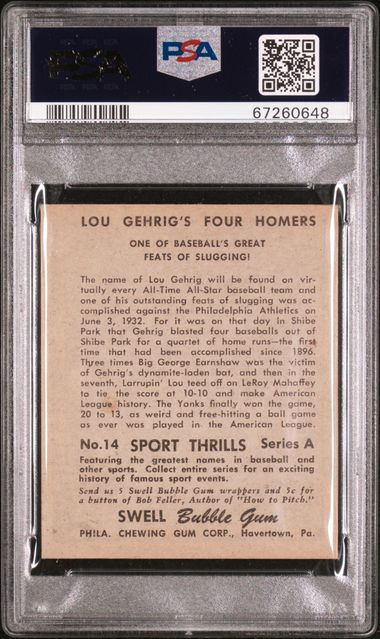 PSA
PSA
67260648
LOU GEHRIG'S FOUR HOMERS
ONE OF BASEBALL'S GREAT
FEATS OF SLUGGING!
The name of Lou Gehrig will be found on vir-
tually every All-Time All-Star baseball team and
one of his outstanding feats of slugging was ac-
complished against the Philadelphia Athletics on
June 3, 1932. For it was on that day in Shibe
Park that Gehrig blasted four baseballs out of
Shibe Park for a quartet of home runs—the first
time that had been accomplished since 1896.
Three times Big George Earnshaw was the victim
of Gehrig's dynamite-laden bat, and then in the
seventh, Larrupin' Lou teed off on LeRoy Mahaffey
to tie the score at 10-10 and make American
League history. The Yanks finally won the game,
20 to 13, as weird and free-hitting a ball game
as ever was played in the American League.
No.14 SPORT THRILLS Series A
Featuring the greatest names in baseball and
other sports. Collect entire series for an exciting
history of famous sport events.
Send us 5 Swell Bubble Gum wrappers and 5c for
a button of Bob Feller, Author of "How to Pitch."
SWELL Bubble Gum
PHILA. CHEWING GUM CORP., Havertown, Pa.